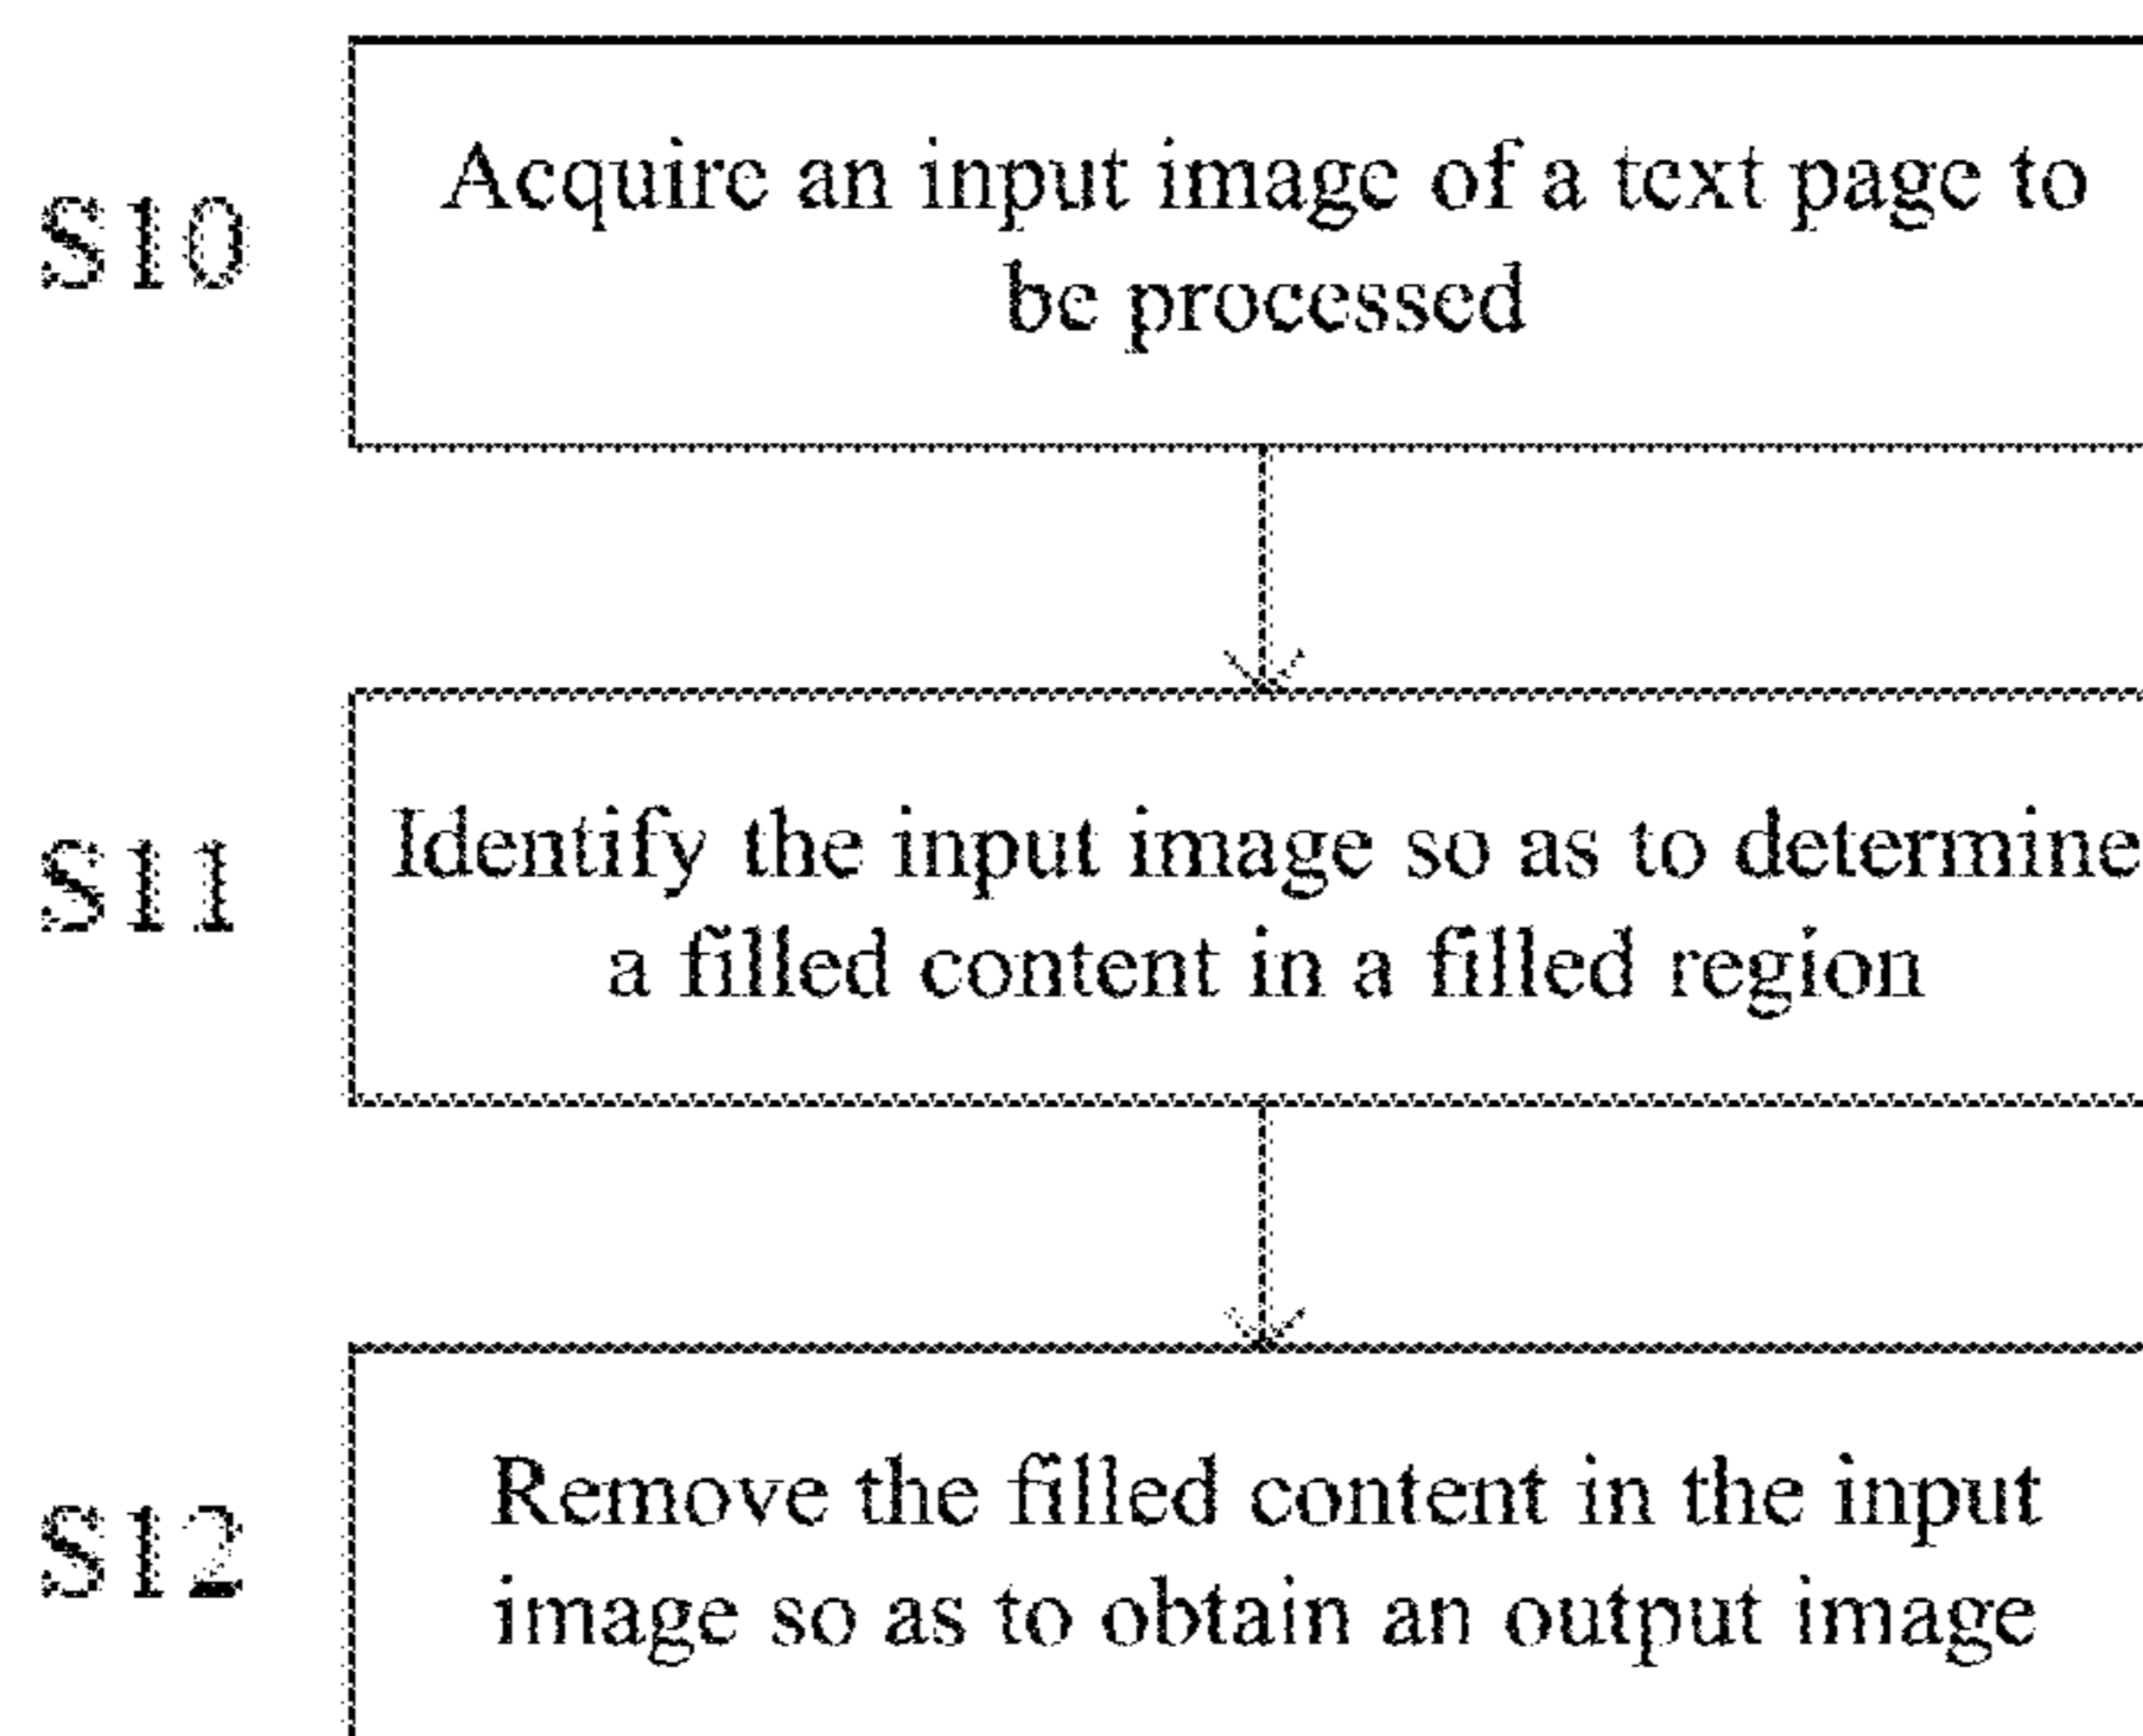 S10
Acquire an input image of a text page to
be processed
S11
Identify the input image so as to determine
a filled content in a filled region
S12
Remove the filled content in the input
image so as to obtain an output image